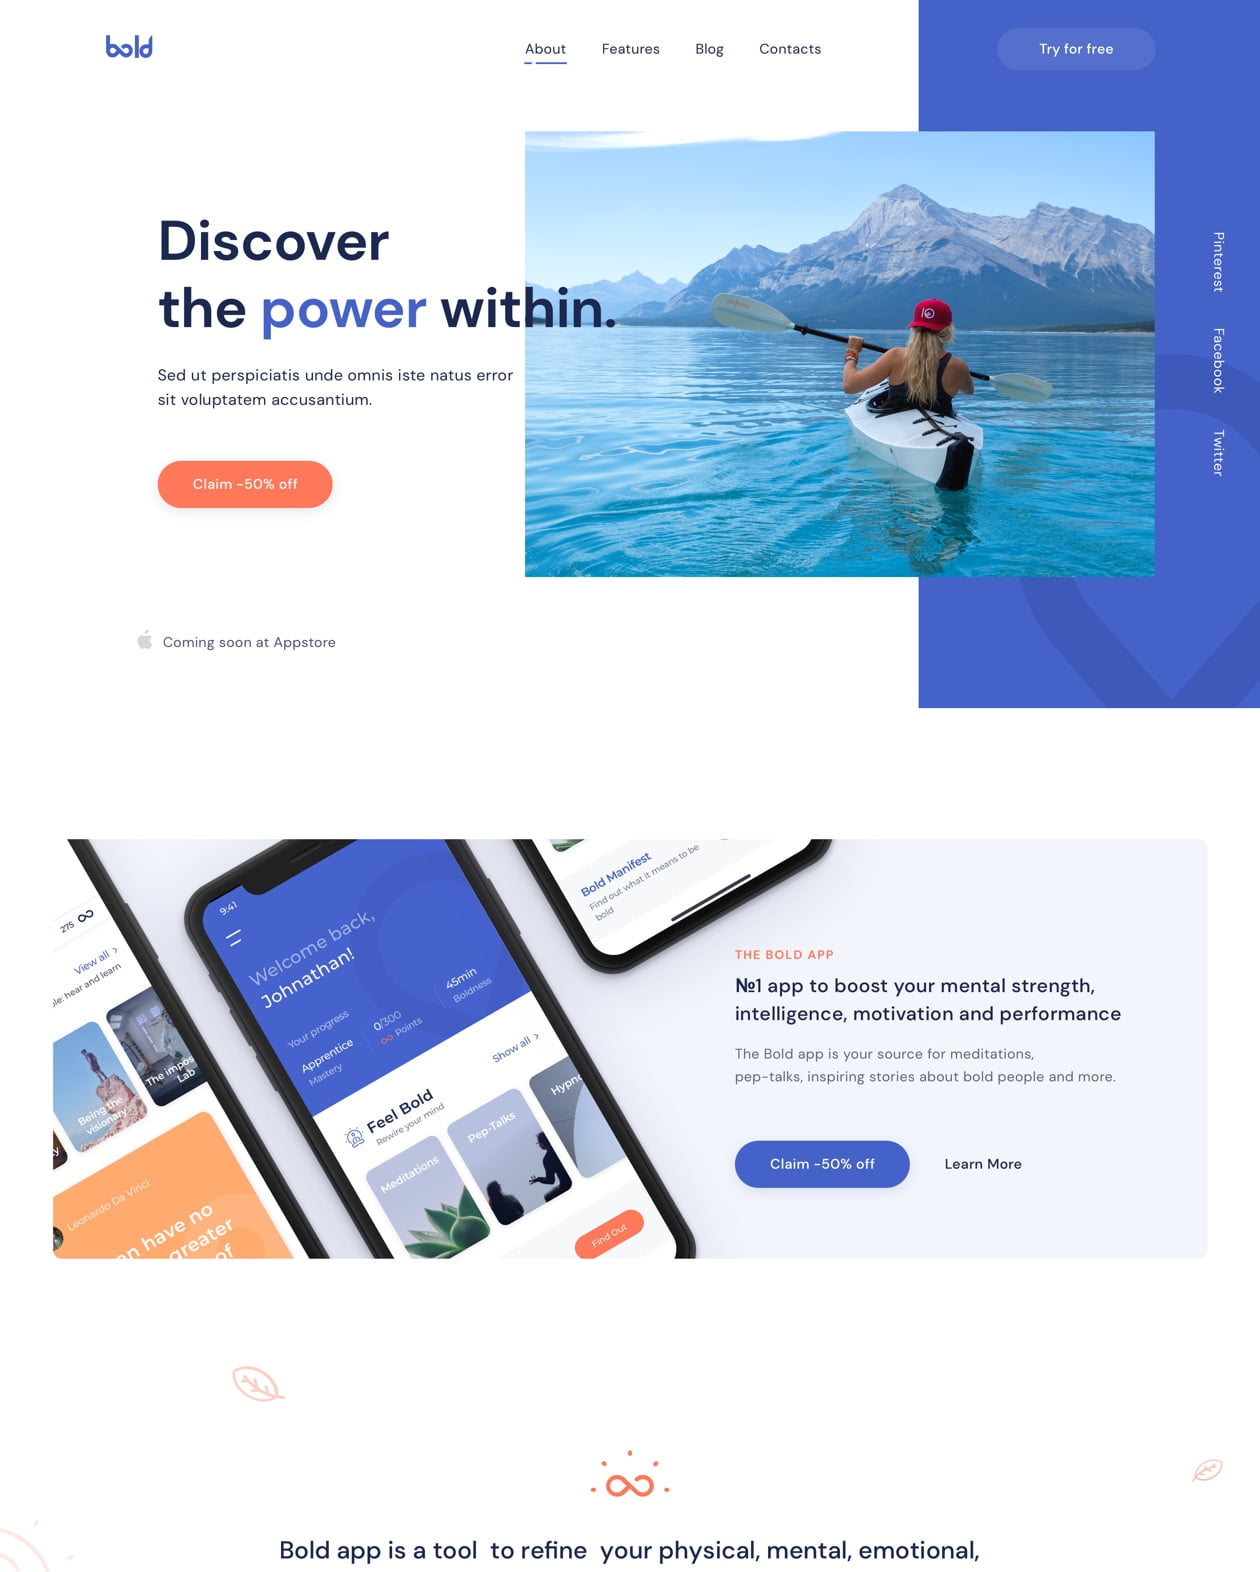 bold
About
Features
Blog
Contacts
Try for free
Discover
the power within.
Sed ut perspiciatis unde omnis iste natus error
sit voluptatem accusantium.
Claim -50% off
Coming soon at Appstore
Pinterest
Facebook
Twitter
275
View all
le: hear and learn
Being the
visionary
The impos
Lab
Leonardo Da Vinci
an have no
greater
of
9:41
Welcome back,
Johnathan!
Your progress
Apprentice
Mastery
0/300
Points
45min
Boldness
Show all
Feel Bold
Rewire your mind
Meditations
Pep-Talks
Hypno
Find Out
Bold Manifest
Find out what it means to be
bold
THE BOLD APP
№1 app to boost your mental strength,
intelligence, motivation and performance
The Bold app is your source for meditations,
pep-talks, inspiring stories about bold people and more.
Claim -50% off
Learn More
Bold app is a tool to refine your physical, mental, emotional,